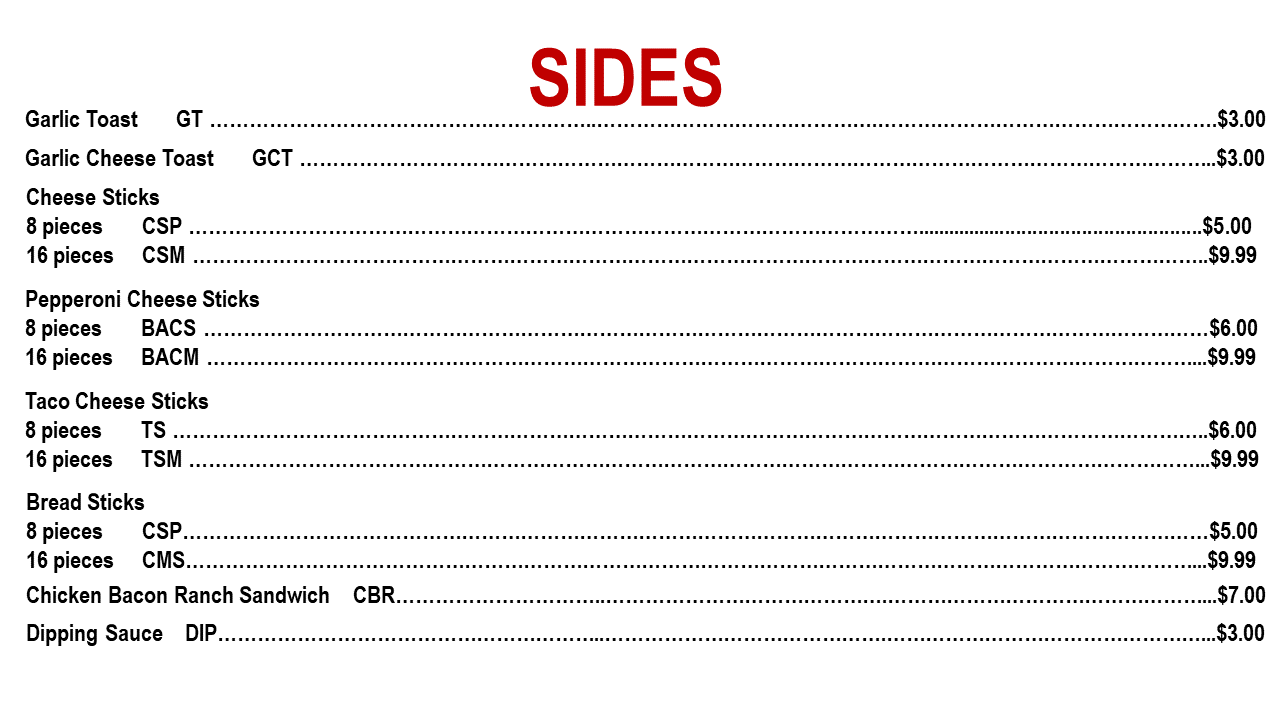 SIDES
Garlic Toast GT ……………………………………………………...……………………………………………………………………………….$3.00
Garlic Cheese Toast GCT …………………………………………………………………………………………………………………………...$3.00
Cheese Sticks
8 pieces CSP …………………………………………………………………………………………………...............................................................$5.00
16 pieces CSM ………………………………………………………………………………………………………………………………………..$9.99
Pepperoni Cheese Sticks
8 pieces BACS ………………………………………………………………………………………………………………………………………$6.00
16 pieces BACM ……………………………………………………………………………………………………………………………………...$9.99
Taco Cheese Sticks
8 pieces TS …………………………………………………………………………………………………………………………………………..$6.00
16 pieces TSM ………………………………………………………………………………………………………………………………………...$9.99
Bread Sticks
8 pieces CSP…………………………………………………………………………………………………………………………………………$5.00
16 pieces CMS………………………………………………………………………………………………………………………………………...$9.99
Chicken Bacon Ranch Sandwich CBR……………………………………………………………………………………………………………...$7.00
Dipping Sauce DIP…………………………………………………...………………………………………………………………………………...$3.00